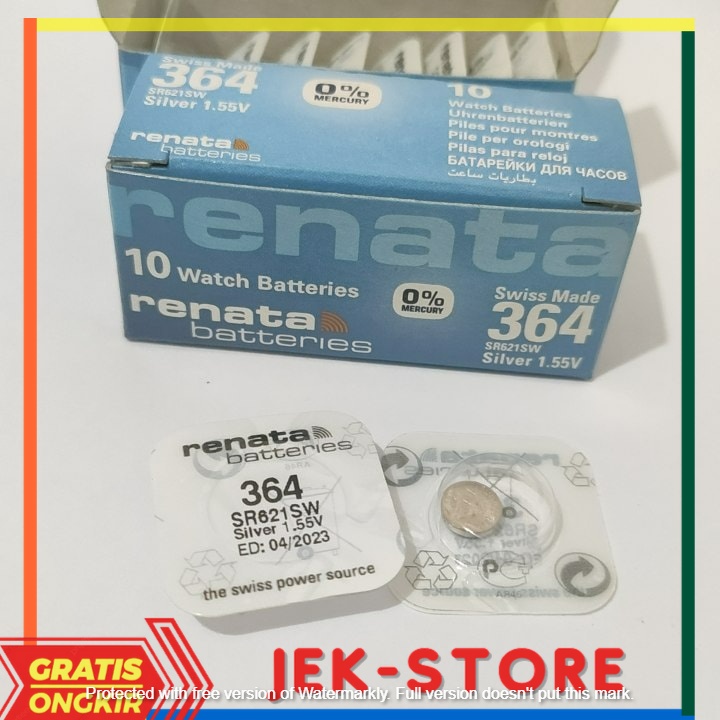 Swiss Made
364
SR621SW
Silver 1.55V
0%
MERCURY
renata
batteries
10
Watch Batteries
Uhrenbatterien
Piles pour montres
Pile per orologi
Pilas para reloj
БАТАРЕЙКИ ДЛЯ ЧАСОВ
بطاريات ساعت
renata
10 Watch Batteries
renata
batteries
0%
MERCURY
Swiss Made
364
SR621SW
Silver 1.55V
renata
batteries
364
SR621SW
Silver 1.55V
ED: 04/2023
the swiss power source
GRATIS
ONGKIR
JEK-STORE
Protected with free version of Watermarkly. Full version doesn't put this mark.